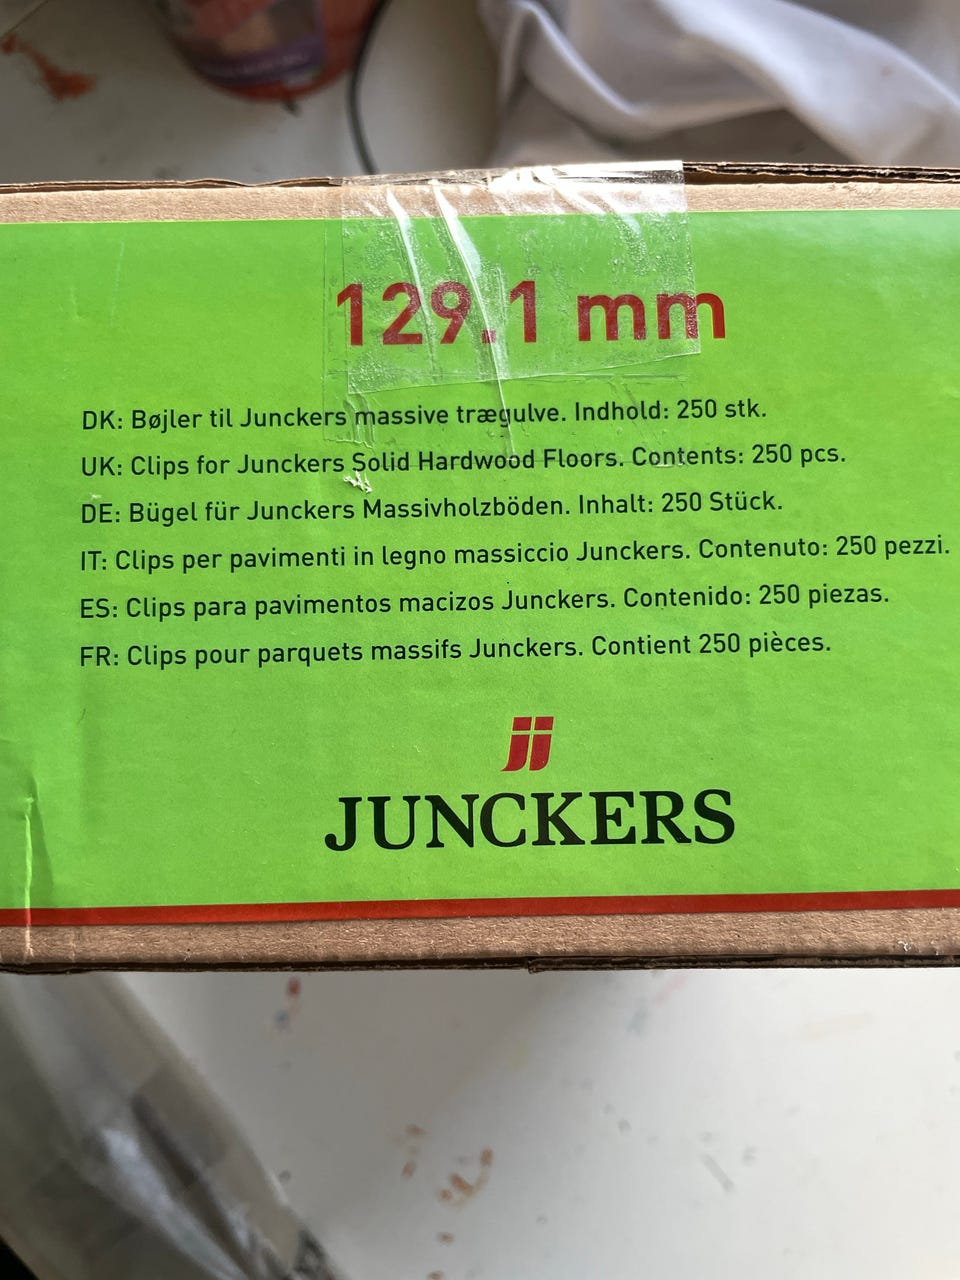 129.1 mm
DK: Bøjler til Junckers massive trægulve. Indhold: 250 stk.
UK: Clips for Junckers Solid Hardwood Floors. Contents: 250 pcs.
DE: Bügel für Junckers Massivholzböden. Inhalt: 250 Stück.
IT: Clips per pavimenti in legno massiccio Junckers. Contenuto: 250 pezzi.
ES: Clips para pavimentos macizos Junckers. Contenido: 250 piezas.
FR: Clips pour parquets massifs Junckers. Contient 250 pièces.
JUNCKERS